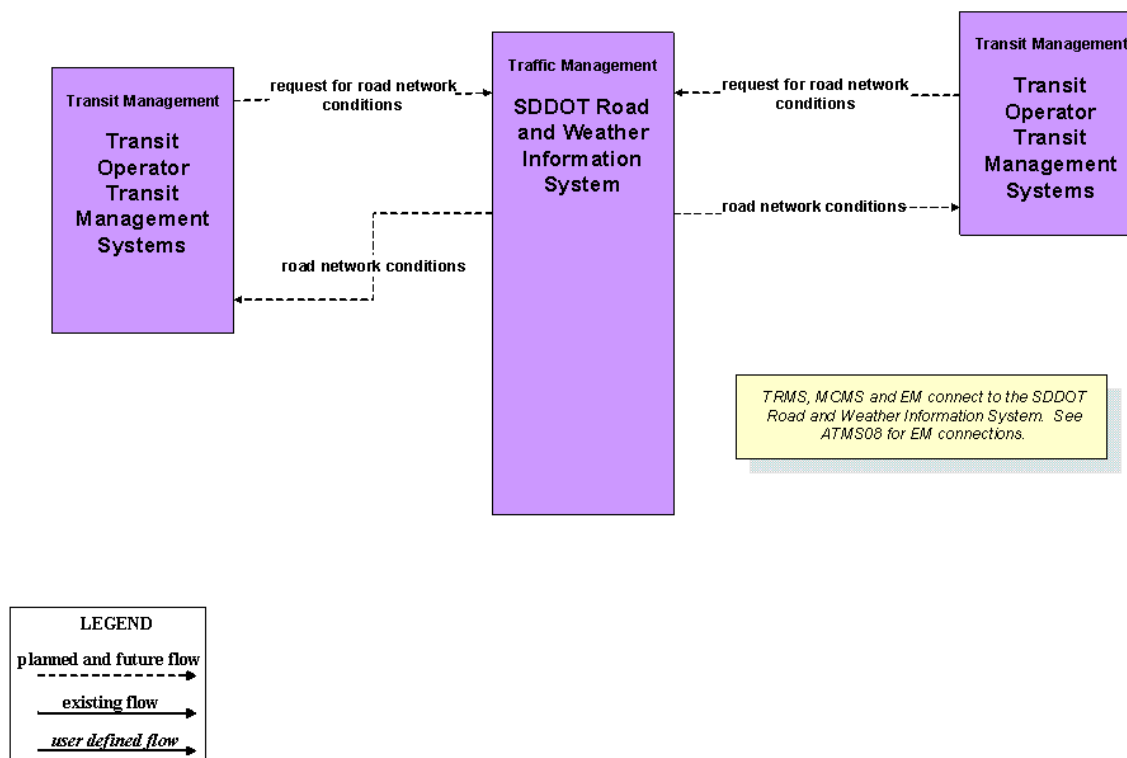 Transit Management
Transit
Operator
Transit
Management
Systems
request for road network
conditions
road network conditions
Traffic Management
SDDOT Road
and Weather
Information
System
request for road network
conditions
road network conditions
Transit Management
Transit
Operator
Transit
Management
Systems
TRMS, MCMS and EM connect to the SDDOT
Road and Weather Information System. See
ATMS08 for EM connections.
LEGEND
planned and future flow
existing flow
user defined flow